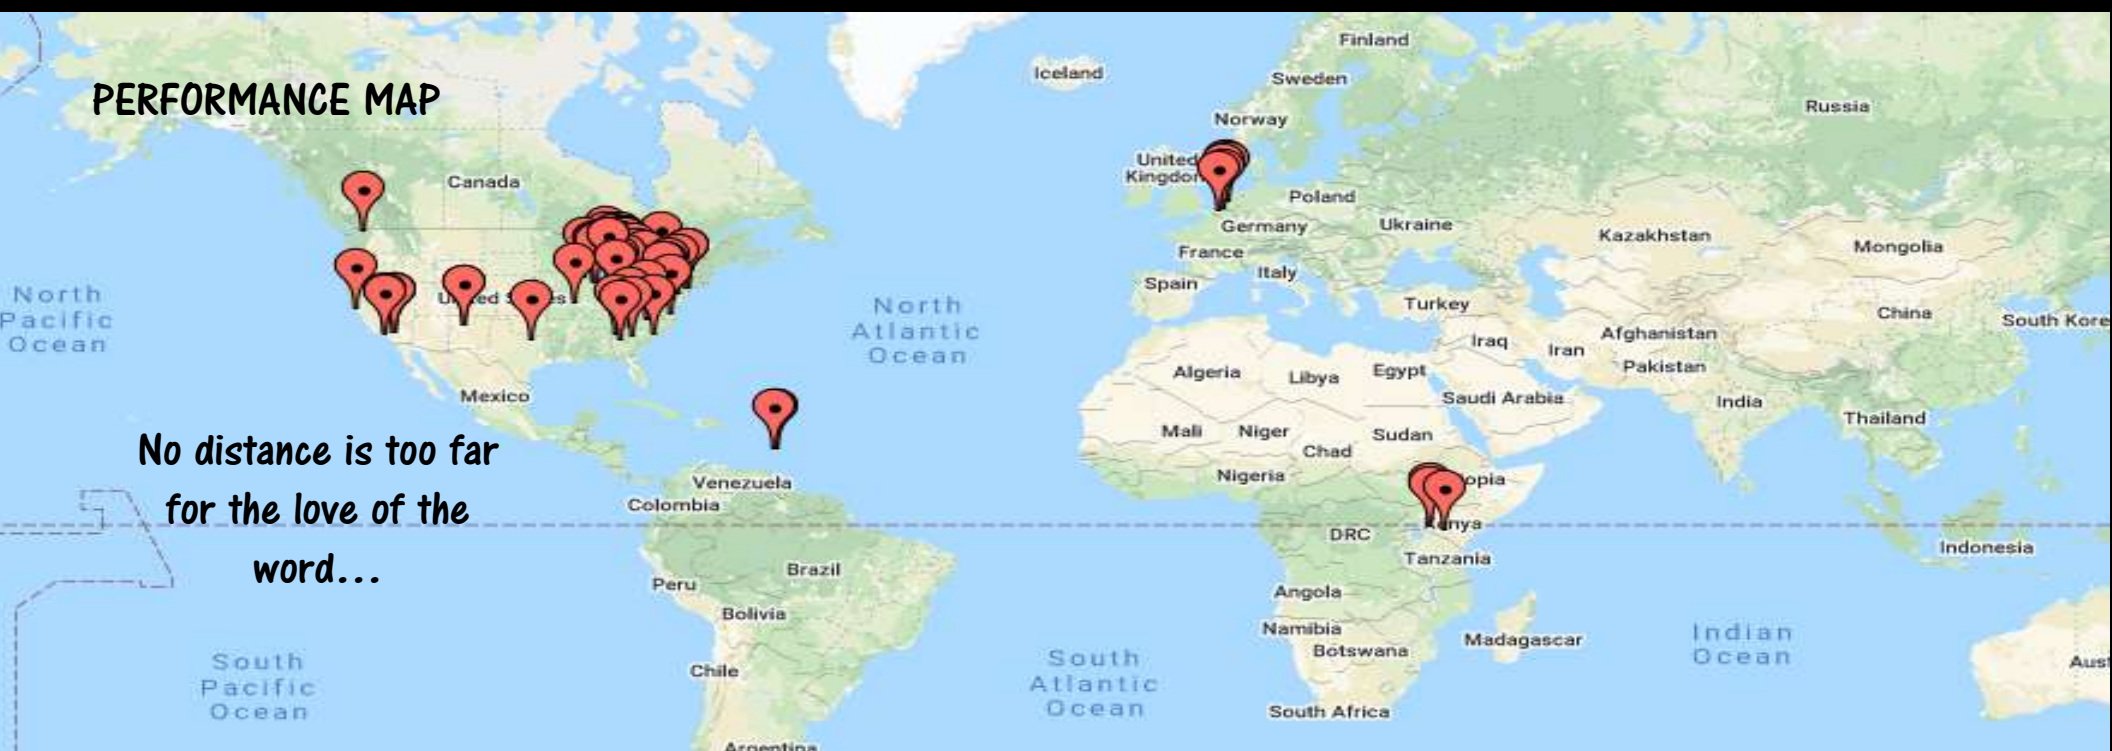 PERFORMANCE MAP
No distance is too far
for the love of the
word...
Finland
Iceland
Sweden
Russia
Norway
United
Kingdom
Canada
Poland
Germany
Ukraine
Kazakhstan
Mongolia
France
Italy
Spain
Turkey
North
Pacific
Ocean
North
Atlantic
Ocean
China
South Kore
Afghanistan
Iraq
Iran
Pakistan
Algeria
Libya
Egypt
Saudi Arabia
India
Thailand
Mexico
Mali
Niger
Sudan
Chad
Nigeria
opia
Venezuela
Colombia
nya
DRC
Tanzania
Indonesia
Brazil
Peru
Bolivia
Angola
Namibia
Botswana
Madagascar
Indian
Ocean
South
Pacific
Ocean
Chile
South
Atlantic
Ocean
South Africa
Aust
Argentina